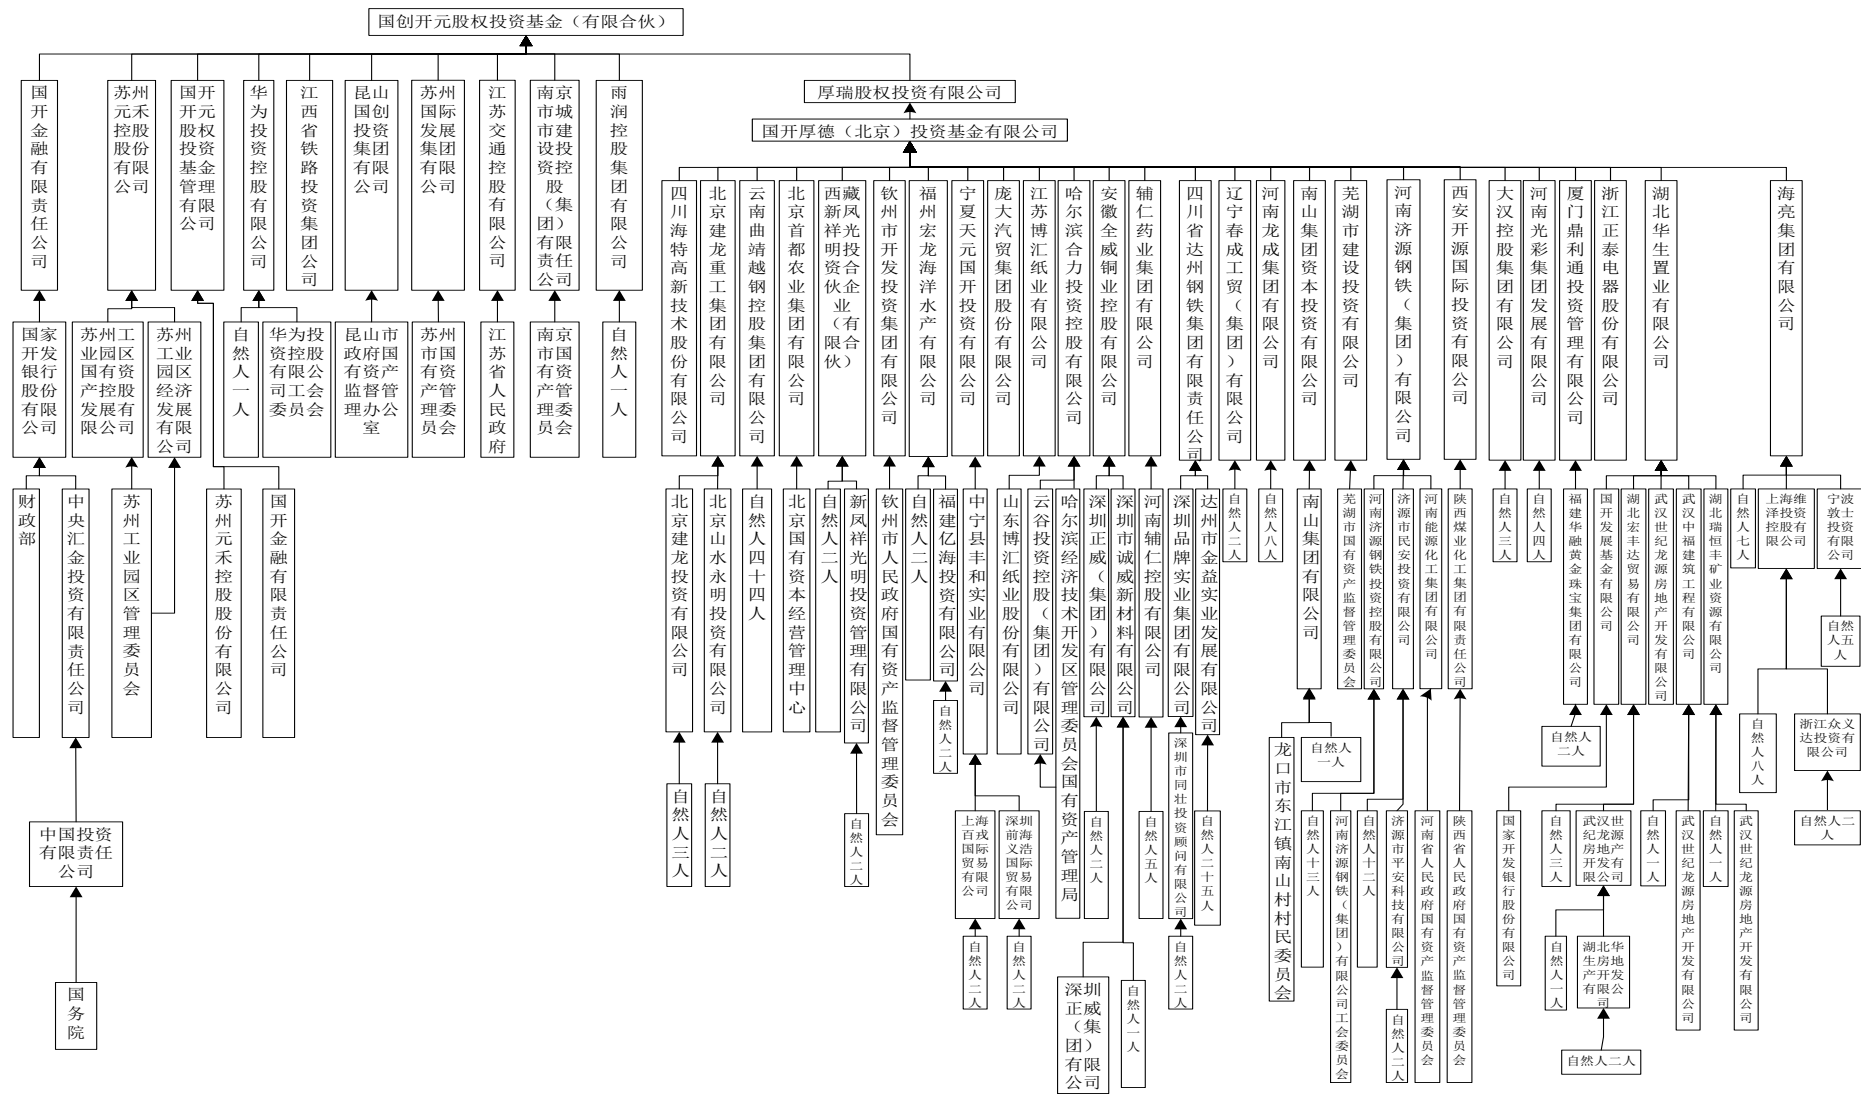 国创开元股权投资基金（有限合伙）
国开金融有限责任公司
苏州元禾控股股份有限公司
国开开元股权投资基金管理有限公司
华为投资控股有限公司
江西省铁路投资集团公司
昆山国创投资集团有限公司
苏州国际发展集团有限公司
江苏交通控股有限公司
南京市城市建设投资控股（集团）有限责任公司
雨润控股集团有限公司
厚瑞股权投资有限公司
国开厚德（北京）投资基金有限公司
四川海特高新技术股份有限公司
北京建龙重工集团有限公司
云南曲靖越钢控股集团有限公司
北京首都农业集团有限公司
西藏新凤祥光明投资合伙企业（有限合伙）
钦州市开发投资集团有限公司
福州宏龙海洋水产有限公司
宁夏天元国开投资有限公司
庞大汽贸集团股份有限公司
江苏博汇纸业有限公司
哈尔滨合力投资控股有限公司
安徽全威铜业控股有限公司
辅仁药业集团有限公司
四川省达州钢铁集团有限责任公司
辽宁春成工贸（集团）有限公司
河南龙成集团有限公司
南山集团资本投资有限公司
芜湖市建设投资有限公司
河南济源钢铁（集团）有限公司
西安开源国际投资有限公司
大汉控股集团有限公司
河南光彩集团发展有限公司
厦门鼎利通投资管理有限公司
浙江正泰电器股份有限公司
湖北华生置业有限公司
海亮集团有限公司
国家开发银行股份有限公司
苏州工业园区国有资产控股发展有限公司
苏州工业园区经济发展有限公司
自然人一人
华为投资控股有限公司工会委员会
昆山市政府国有资产监督管理办公室
苏州市国有资产管理委员会
江苏省人民政府
南京市国有资产管理委员会
自然人一人
财政部
中央汇金投资有限责任公司
苏州工业园区管理委员会
苏州元禾控股股份有限公司
国开金融有限责任公司
北京建龙投资有限公司
北京山水永明投资有限公司
自然人四十四人
北京国有资本经营管理中心
自然人二人
新凤祥光明投资管理有限公司
钦州市人民政府国有资产监督管理委员会
自然人二人
福建亿海投资有限公司
中宁县丰和实业有限公司
山东博汇纸业股份有限公司
云谷投资控股（集团）有限公司
哈尔滨经济技术开发区管理委员会国有资产管理局
深圳正威（集团）有限公司
深圳市诚威新材料有限公司
河南辅仁控股有限公司
深圳品牌实业集团有限公司
达州市金益实业发展有限公司
自然人二人
自然人八人
南山集团有限公司
芜湖市国有资产监督管理委员会
河南济源钢铁投资控股有限公司
济源市民安投资有限公司
河南能源化工集团有限公司
陕西煤业化工集团有限责任公司
自然人三人
自然人四人
福建华融黄金珠宝集团有限公司
国开发展基金有限公司
湖北宏丰达贸易有限公司
武汉世纪龙源房地产开发有限公司
武汉中福建筑工程有限公司
湖北瑞恒丰矿业资源有限公司
自然人七人
上海维泽投资控股有限公司
宁波敦士投资有限公司
自然人五人
自然人二人
自然人二人
自然人一人
自然人二人
自然人八人
浙江众义达投资有限公司
龙口市东江镇南山村村民委员会
深圳市同壮投资顾问有限公司
自然人三人
自然人二人
自然人二人
上海戎百国际贸易有限公司
深圳前海义浩国际贸易有限公司
自然人二人
自然人五人
自然人二十五人
自然人十三人
河南济源钢铁（集团）有限公司工会委员会
自然人十二人
济源市平安科技有限公司
河南省人民政府国有资产监督管理委员会
陕西省人民政府国有资产监督管理委员会
国家开发银行股份有限公司
自然人三人
武汉世纪龙源房地产开发有限公司
自然人一人
武汉世纪龙源房地产开发有限公司
自然人一人
武汉世纪龙源房地产开发有限公司
自然人二人
中国投资有限责任公司
自然人二人
自然人二人
自然人二人
自然人一人
湖北华生房地产开发有限公司
国务院
深圳正威（集团）有限公司
自然人一人
自然人二人
自然人二人